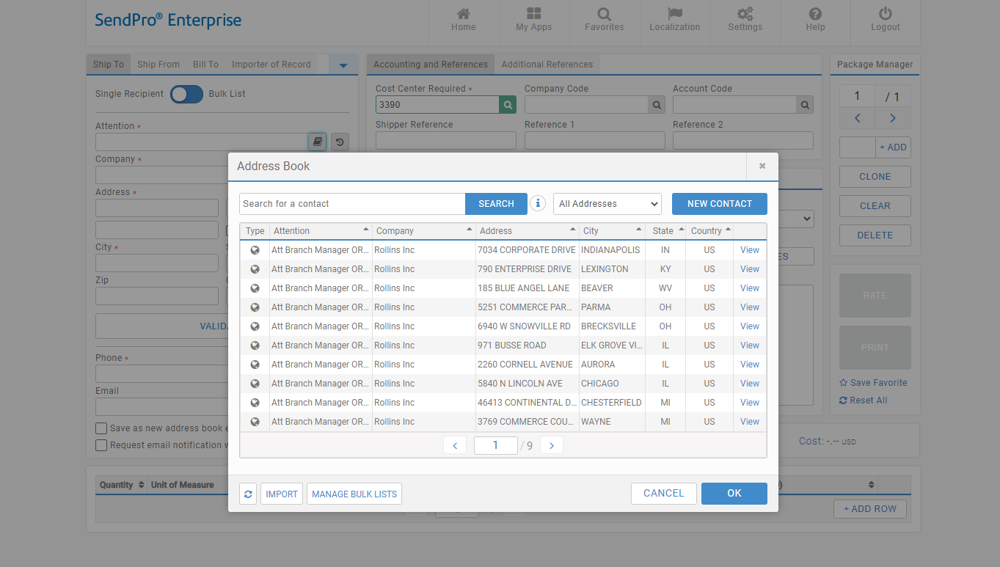 SendPro® Enterprise
Home
My Apps
Favorites
Localization
Settings
Help
Logout
Ship To Ship From Bill To Importer of Record
Accounting and References Additional References
Package Manager
Single Recipient Bulk List
Cost Center Required * Company Code Account Code
3390
1 / 1
Attention *
Shipper Reference Reference 1 Reference 2
+ ADD
Company *
CLONE
Address *
CLEAR
DELETE
City *
Zip
RATE
PRINT
Phone *
Save Favorite
Email
Reset All
Save as new address book
Request email notification
Cost: -.-- USD
Quantity Unit of Measure
+ ADD ROW
Address Book
Search for a contact SEARCH All Addresses NEW CONTACT
Type Attention Company Address City State Country
Att Branch Manager OR... Rollins Inc 7034 CORPORATE DRIVE INDIANAPOLIS IN US View
Att Branch Manager OR... Rollins Inc 790 ENTERPRISE DRIVE LEXINGTON KY US View
Att Branch Manager OR... Rollins Inc 185 BLUE ANGEL LANE BEAVER WV US View
Att Branch Manager OR... Rollins Inc 5251 COMMERCE PAR... PARMA OH US View
Att Branch Manager OR... Rollins Inc 6940 W SNOWVILLE RD BRECKSVILLE OH US View
Att Branch Manager OR... Rollins Inc 971 BUSSE ROAD ELK GROVE VI... IL US View
Att Branch Manager OR... Rollins Inc 2260 CORNELL AVENUE AURORA IL US View
Att Branch Manager OR... Rollins Inc 5840 N LINCOLN AVE CHICAGO IL US View
Att Branch Manager OR... Rollins Inc 46413 CONTINENTAL D... CHESTERFIELD MI US View
Att Branch Manager OR... Rollins Inc 3769 COMMERCE COU... WAYNE MI US View
1 / 9
IMPORT MANAGE BULK LISTS CANCEL OK